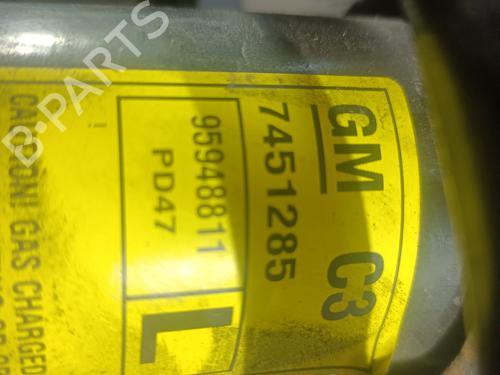 GM C3
7451285
95948811
PD47
L
CAUTION! GAS CHARGED
B-Parts